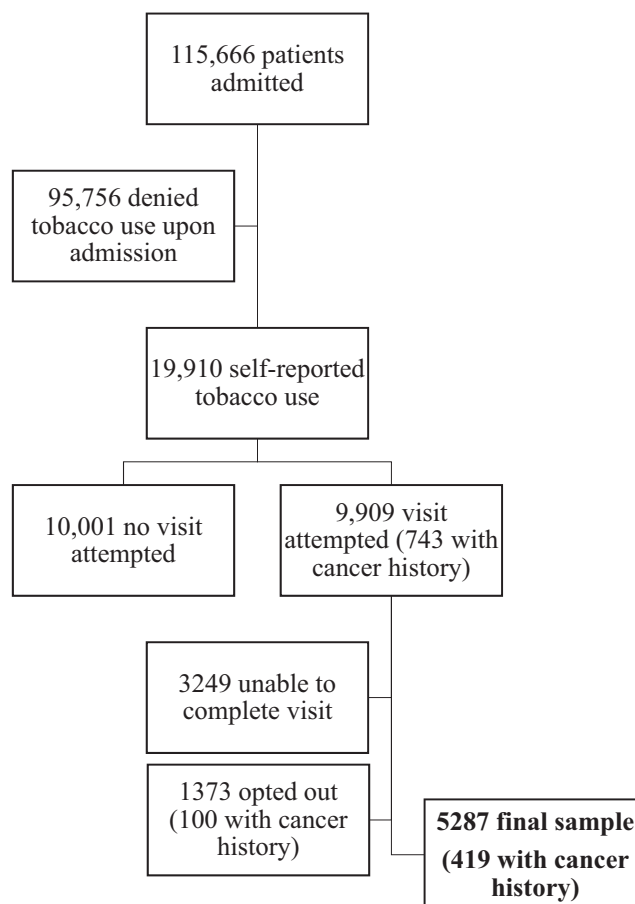 115,666 patients
admitted
95,756 denied
tobacco use upon
admission
19,910 self-reported
tobacco use
10,001 no visit
attempted
9,909 visit
attempted (743 with
cancer history)
3249 unable to
complete visit
1373 opted out
(100 with cancer
history)
5287 final sample
(419 with cancer
history)